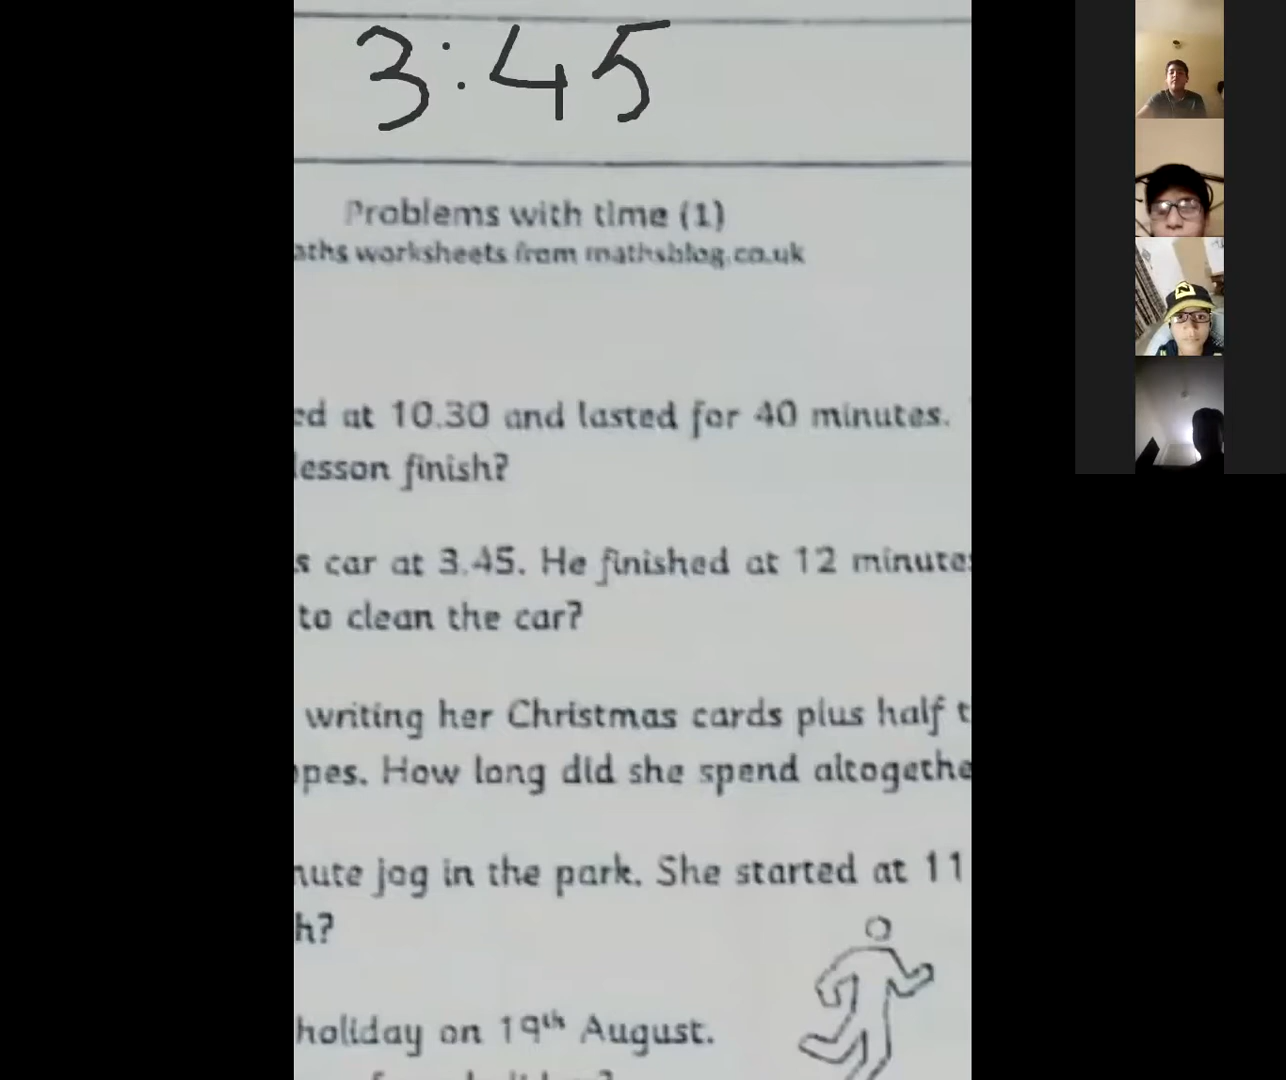 3:45
Problems with time (1)
aths worksheets from mathsblog.co.uk
ed at 10.30 and lasted for 40 minutes.
lesson finish?
s car at 3.45. He finished at 12 minutes
to clean the car?
writing her Christmas cards plus half t
opes. How long did she spend altogethe
nute jog in the park. She started at 11
h?
holiday on 19th August.